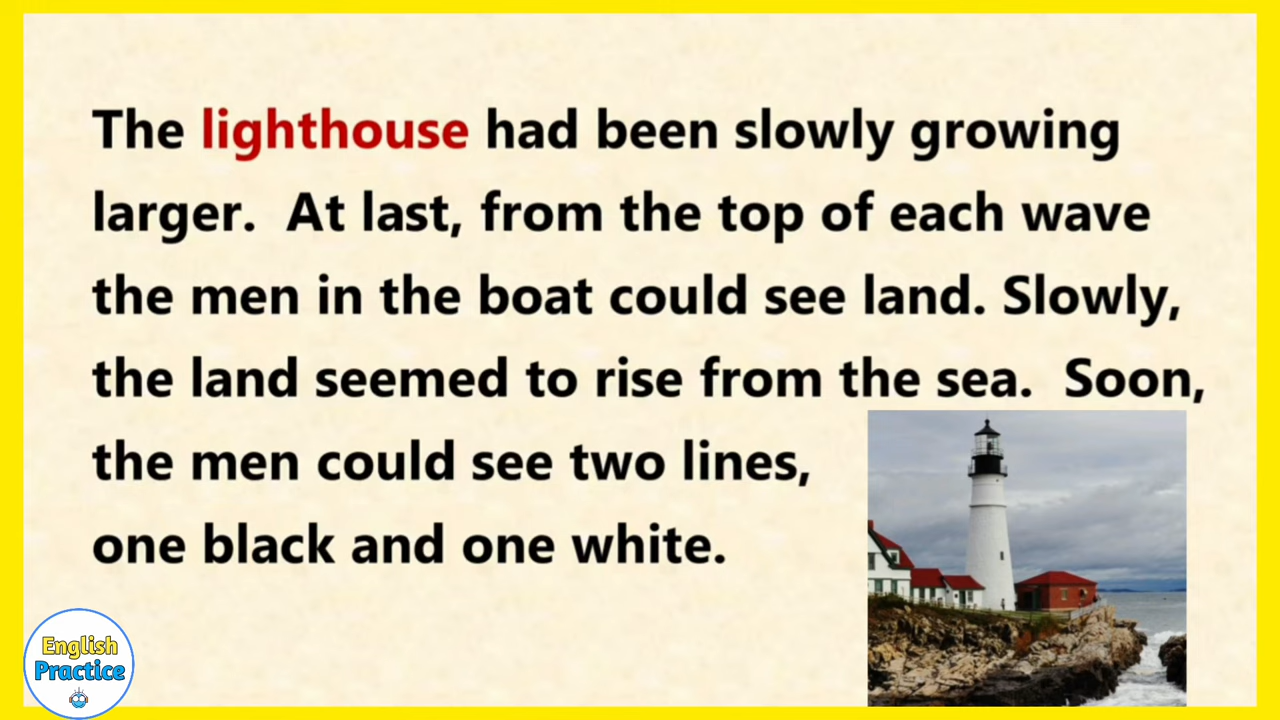 The lighthouse had been slowly growing
larger.  At last, from the top of each wave
the men in the boat could see land. Slowly,
the land seemed to rise from the sea.  Soon,
the men could see two lines,
one black and one white.
English
Practice